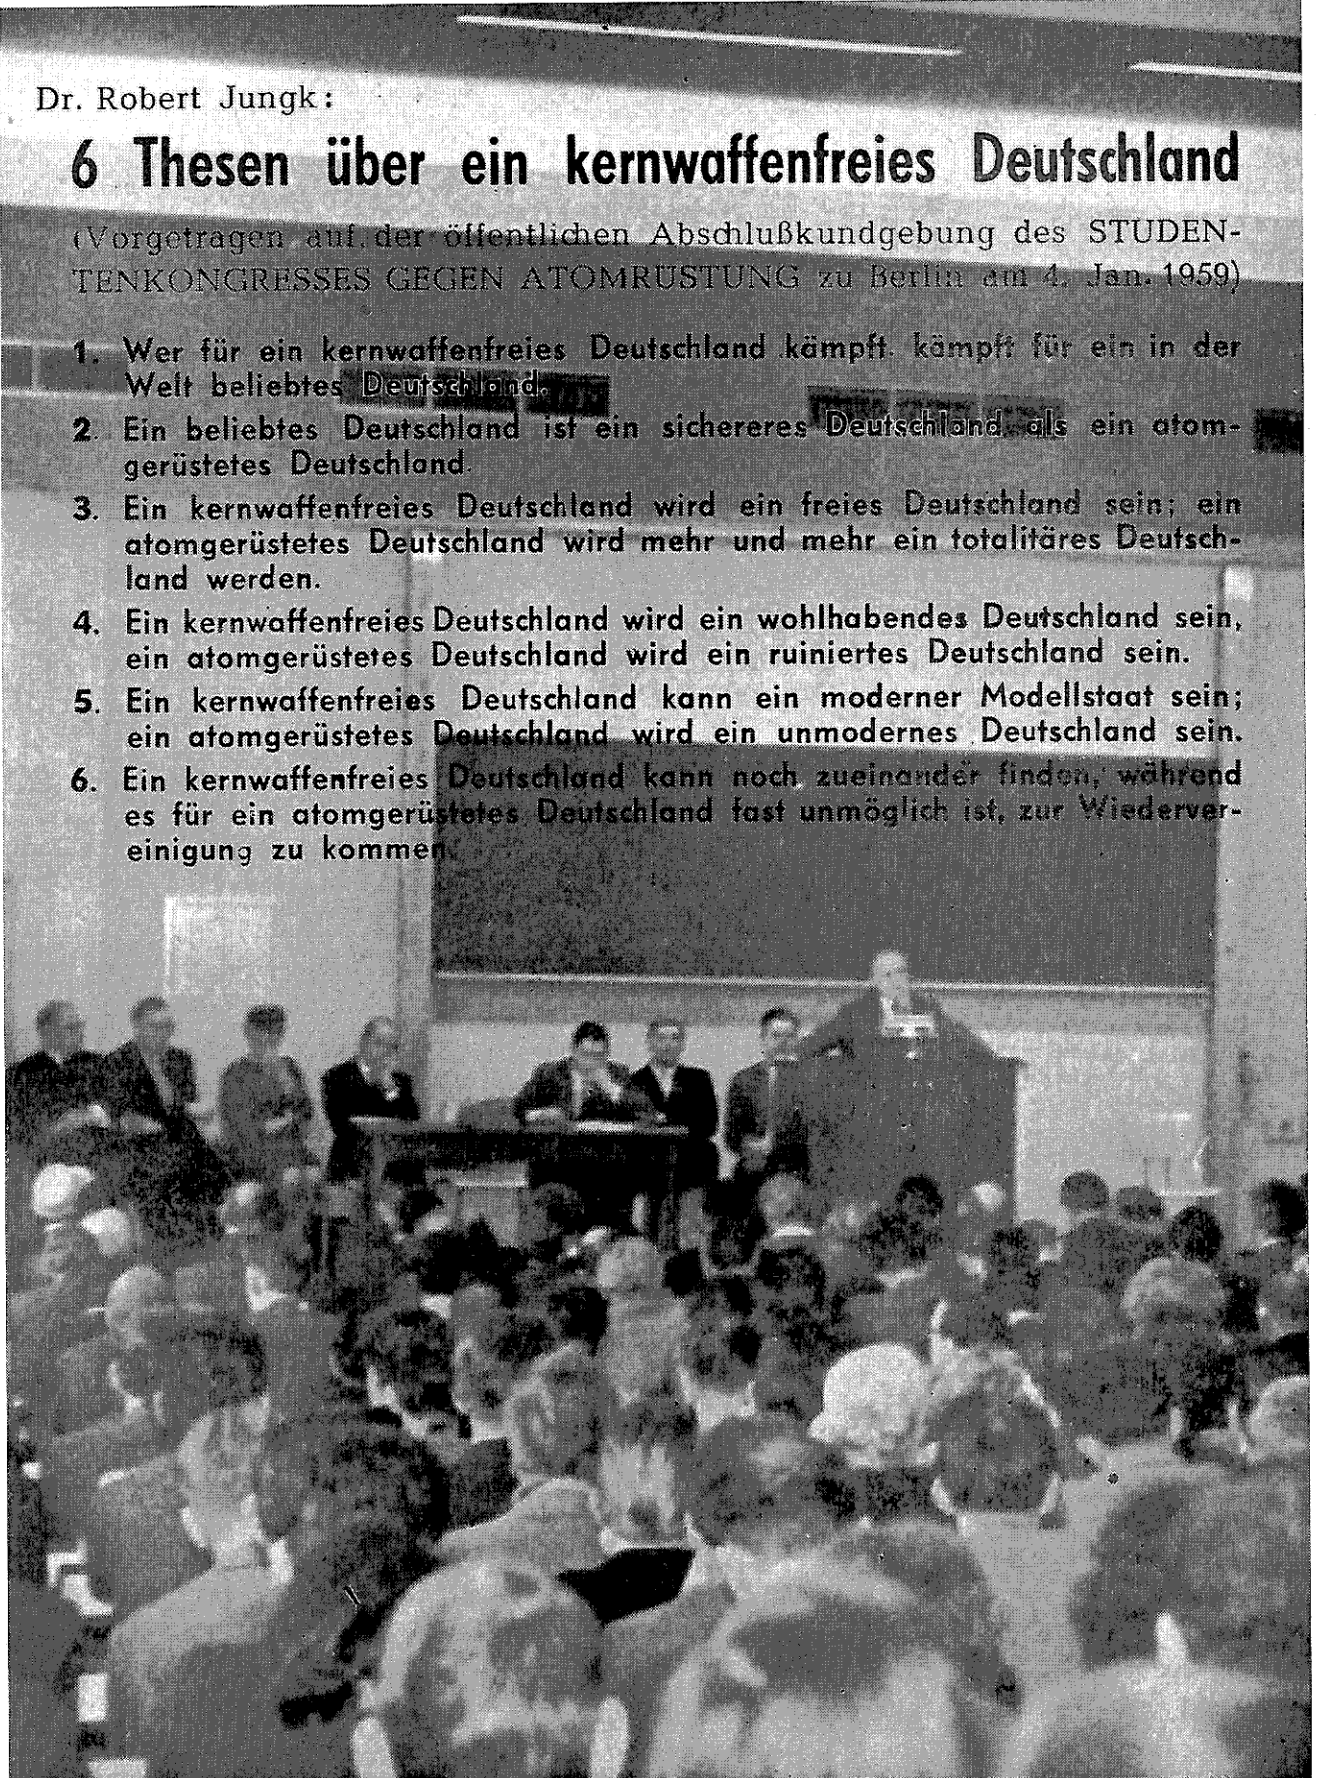 Dr. Robert Jungk:
6 Thesen über ein kernwaffenfreies Deutschland
(Vorgetragen auf der öffentlichen Abschlußkundgebung des STUDEN-
TENKONGRESSES GEGEN ATOMRÜSTUNG zu Berlin am 4. Jan. 1959)
1. Wer für ein kernwaffenfreies Deutschland kämpft, kämpft für ein in der
Welt beliebtes Deutschland.
2. Ein beliebtes Deutschland ist ein sichereres Deutschland, als ein atom-
gerüstetes Deutschland.
3. Ein kernwaffenfreies Deutschland wird ein freies Deutschland sein; ein
atomgerüstetes Deutschland wird mehr und mehr ein totalitäres Deutsch-
land werden.
4. Ein kernwaffenfreies Deutschland wird ein wohlhabendes Deutschland sein,
ein atomgerüstetes Deutschland wird ein ruiniertes Deutschland sein.
5. Ein kernwaffenfreies Deutschland kann ein moderner Modellstaat sein;
ein atomgerüstetes Deutschland wird ein unmodernes Deutschland sein.
6. Ein kernwaffenfreies Deutschland kann noch zueinander finden, während
es für ein atomgerüstetes Deutschland fast unmöglich ist, zur Wiederver-
einigung zu kommen.